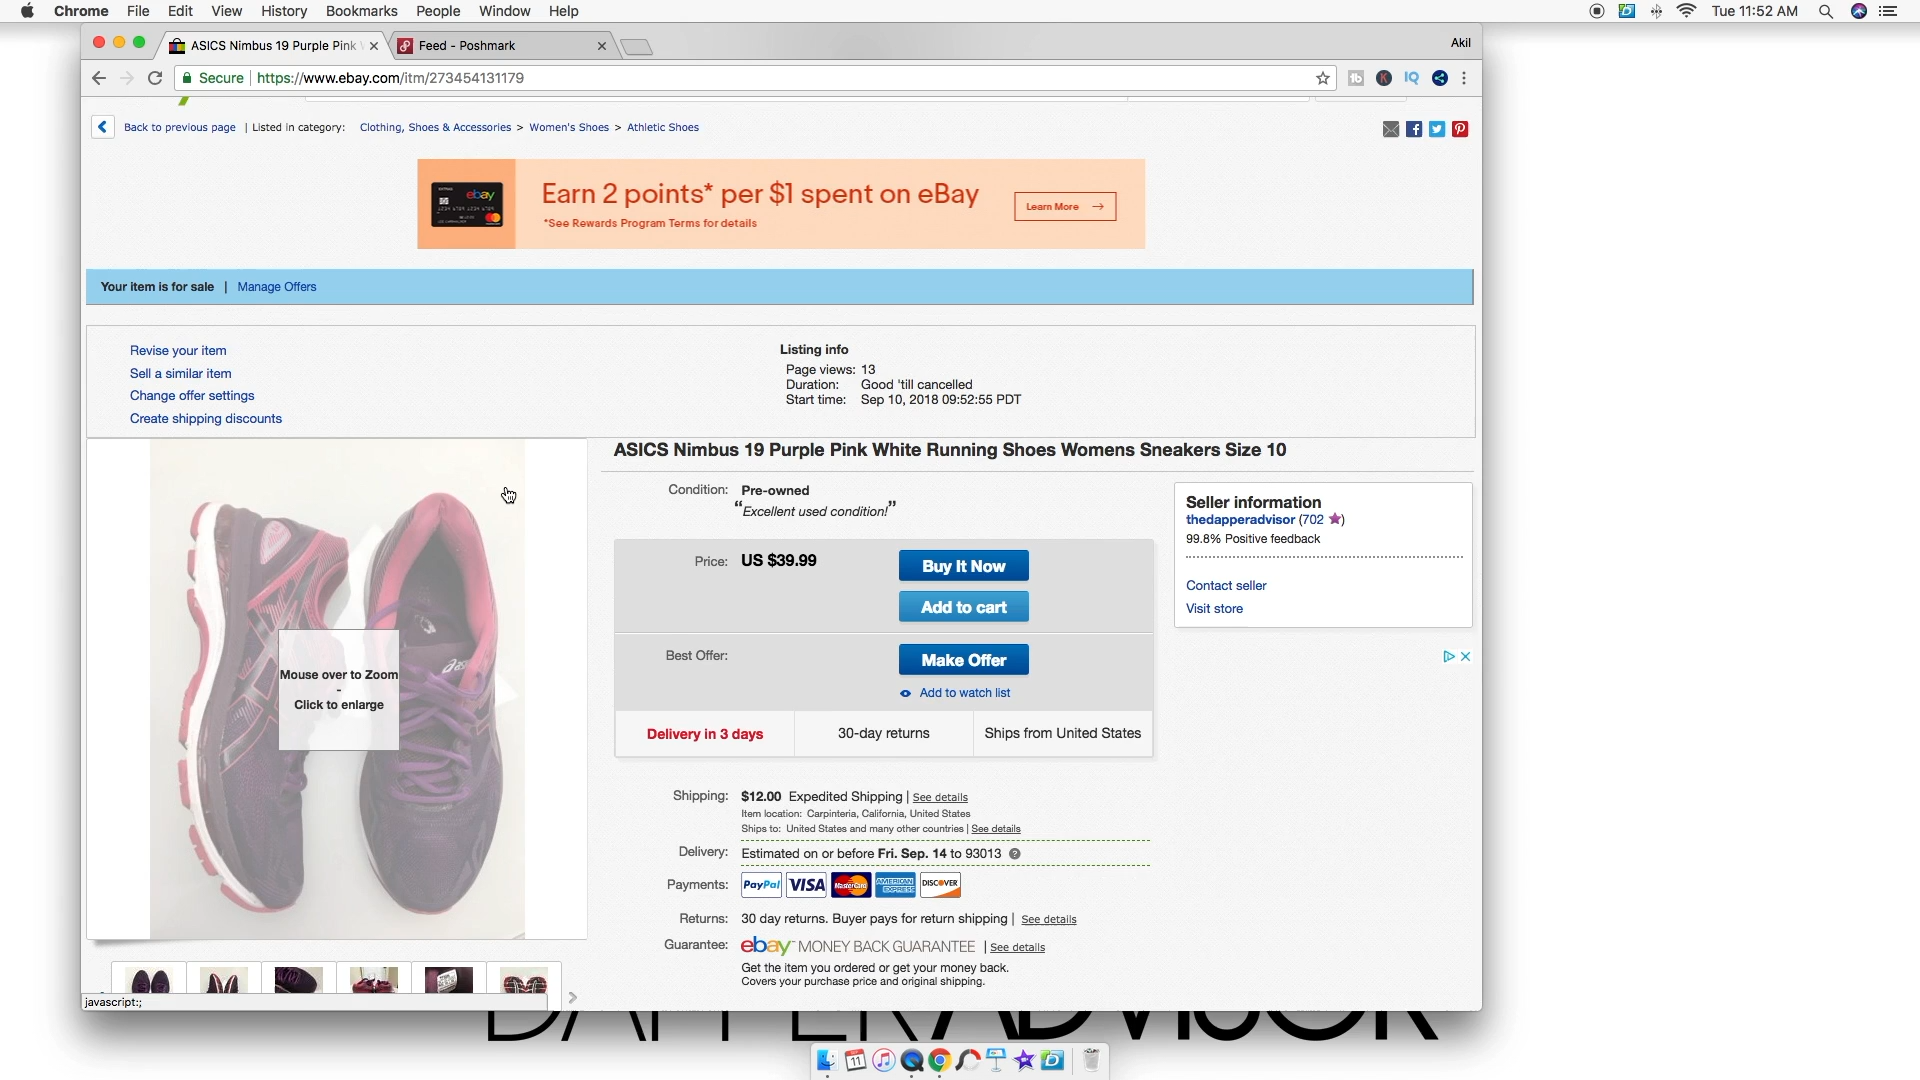 Chrome File Edit View History Bookmarks People Window Help Tue 11:52 AM
ASICS Nimbus 19 Purple Pink
Feed - Poshmark
Akil
Secure https://www.ebay.com/itm/273454131179
Back to previous page | Listed in category: Clothing, Shoes & Accessories > Women's Shoes > Athletic Shoes
ebay
Earn 2 points* per $1 spent on eBay
*See Rewards Program Terms for details
Learn More
Your item is for sale | Manage Offers
Revise your item
Sell a similar item
Change offer settings
Create shipping discounts
Listing info
Page views: 13
Duration: Good 'till cancelled
Start time: Sep 10, 2018 09:52:55 PDT
ASICS Nimbus 19 Purple Pink White Running Shoes Womens Sneakers Size 10
Condition: Pre-owned
“Excellent used condition!”
Price: US $39.99
Buy It Now
Add to cart
Best Offer:
Make Offer
Add to watch list
Delivery in 3 days 30-day returns Ships from United States
Seller information
thedapperadvisor (702)
99.8% Positive feedback
Contact seller
Visit store
asics
Mouse over to Zoom
-
Click to enlarge
Shipping: $12.00 Expedited Shipping | See details
Item location: Carpinteria, California, United States
Ships to: United States and many other countries | See details
Delivery: Estimated on or before Fri. Sep. 14 to 93013
Payments: PayPal VISA MasterCard AMERICAN EXPRESS DISCOVER
Returns: 30 day returns. Buyer pays for return shipping | See details
Guarantee: ebay MONEY BACK GUARANTEE | See details
Get the item you ordered or get your money back.
Covers your purchase price and original shipping.
javascript:;
DAPPERADVISOR
11